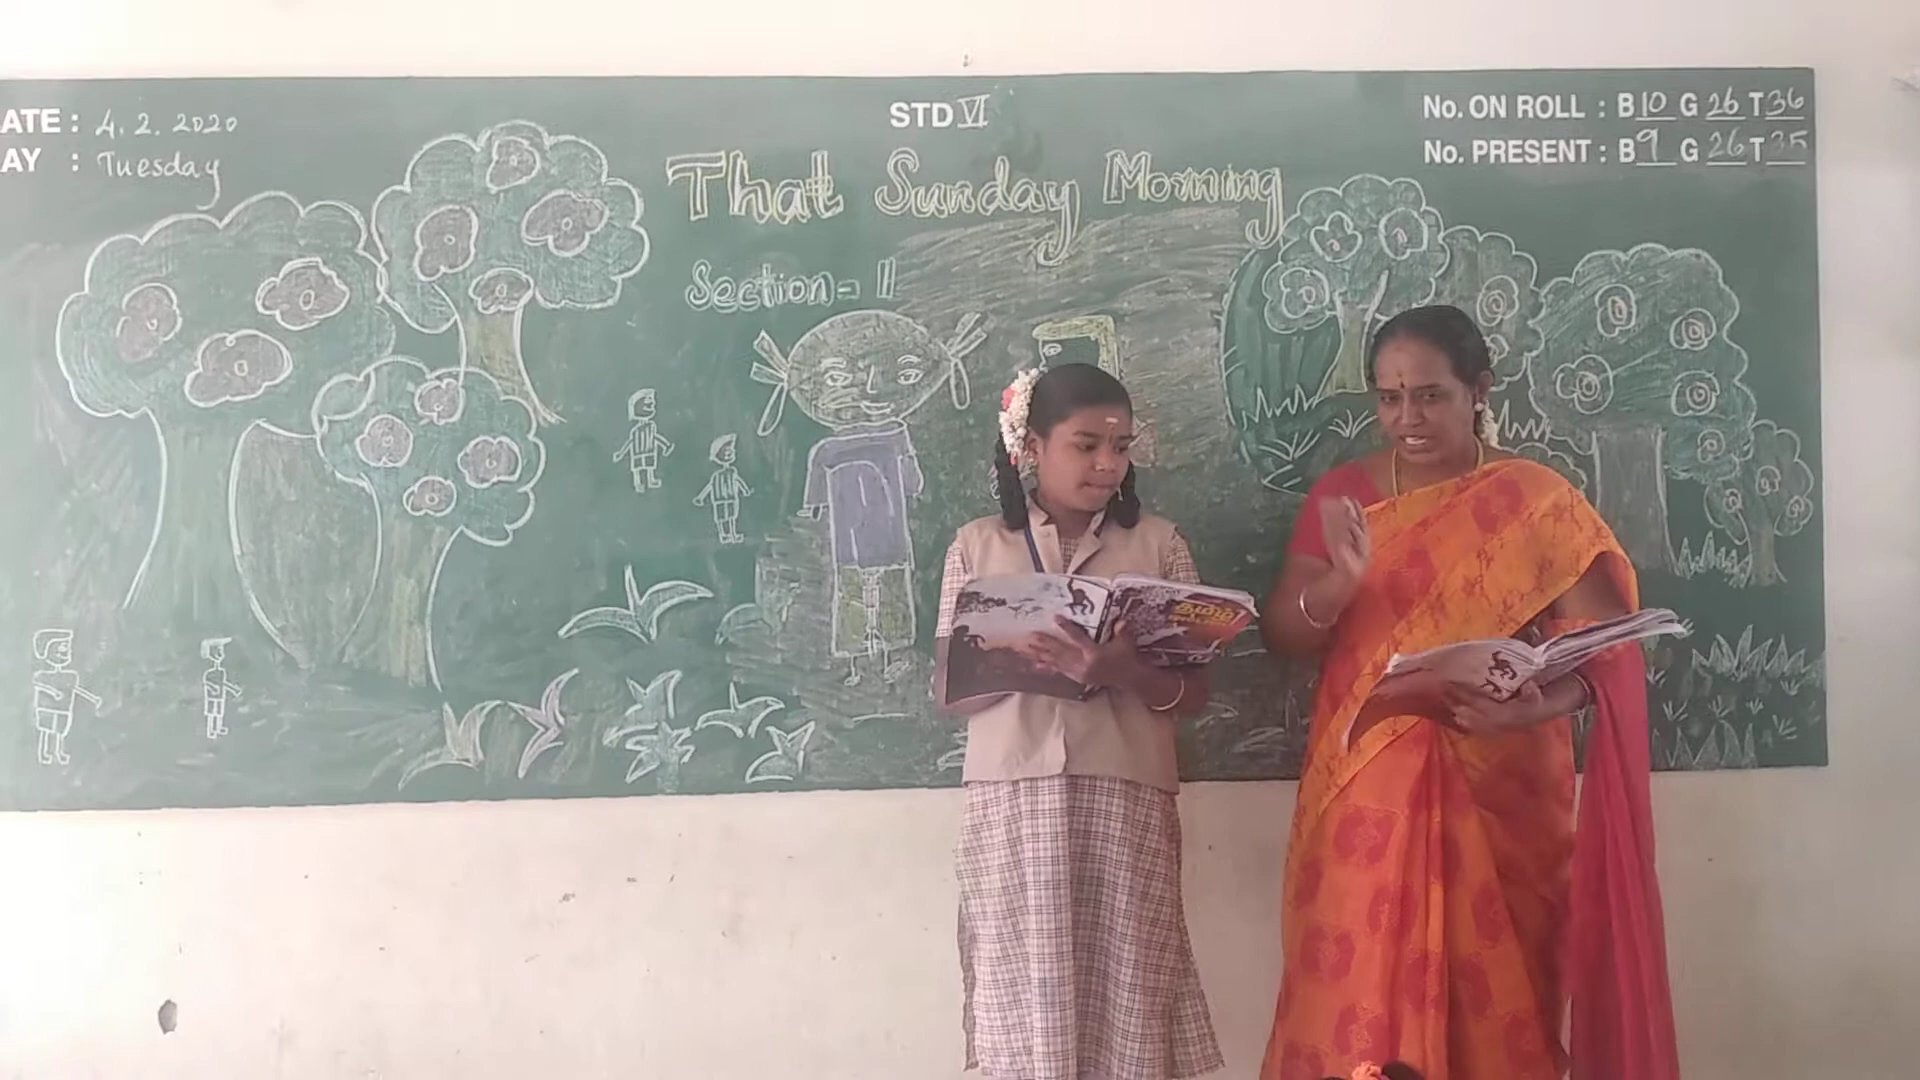 ATE : 4. 2. 2020
AY : Tuesday
STD VI
No. ON ROLL : B 10 G 26 T 36
No. PRESENT : B 9 G 26 T 35
That Sunday Morning
Section - II
தமிழ்